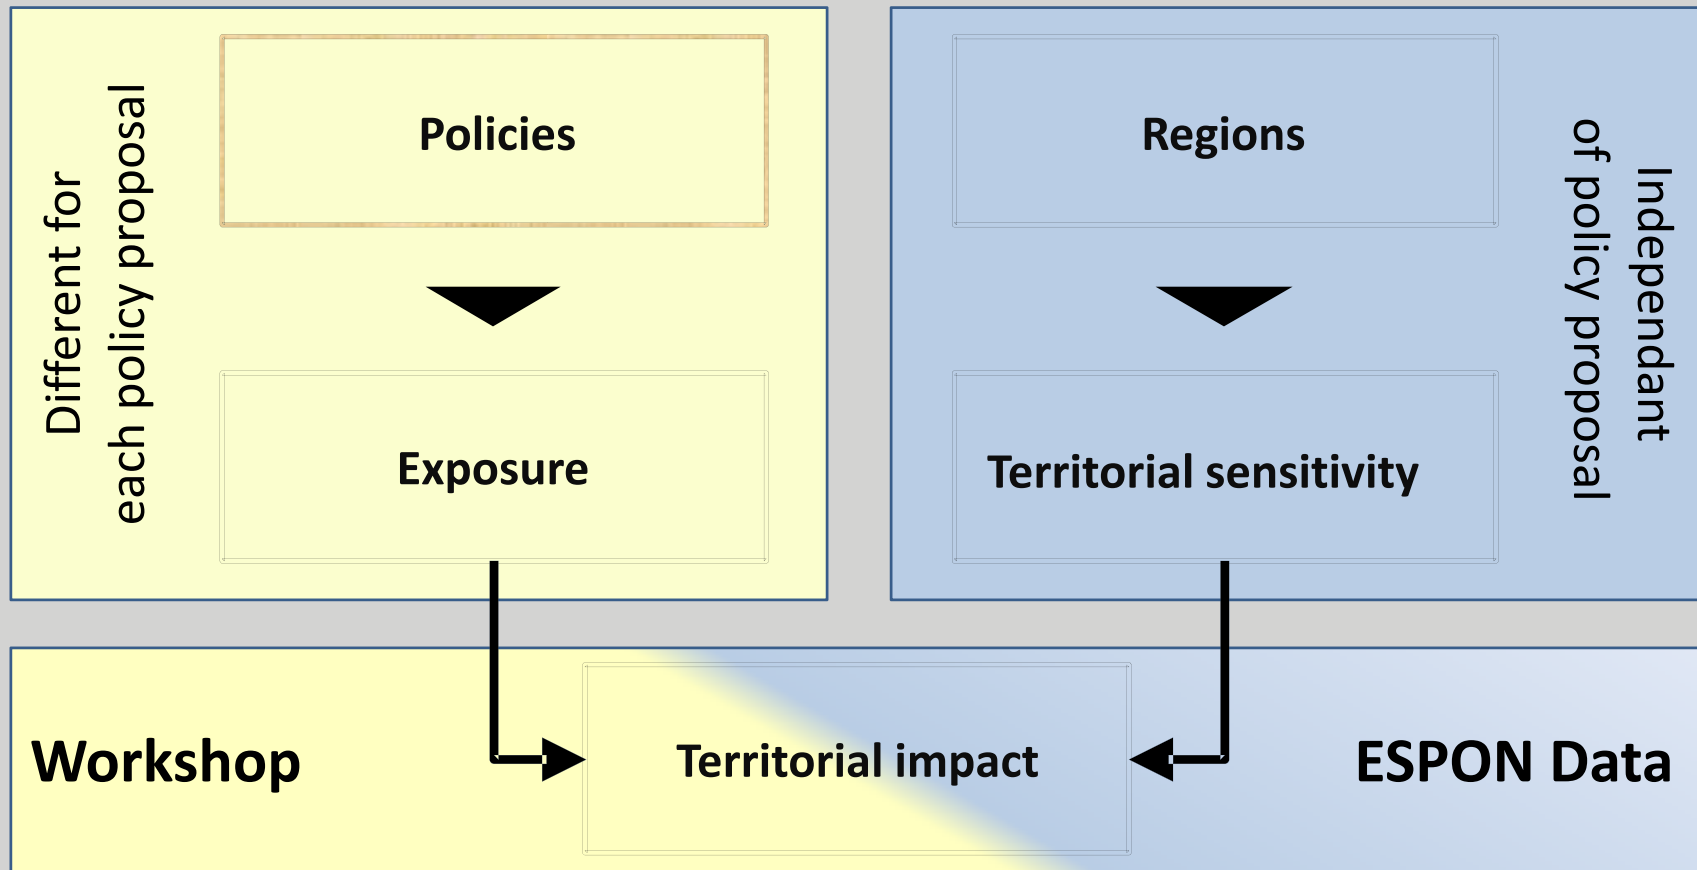 Different for
each policy proposal
Policies
Exposure
Regions
Territorial sensitivity
Independant
of policy proposal
Workshop
Territorial impact
ESPON Data